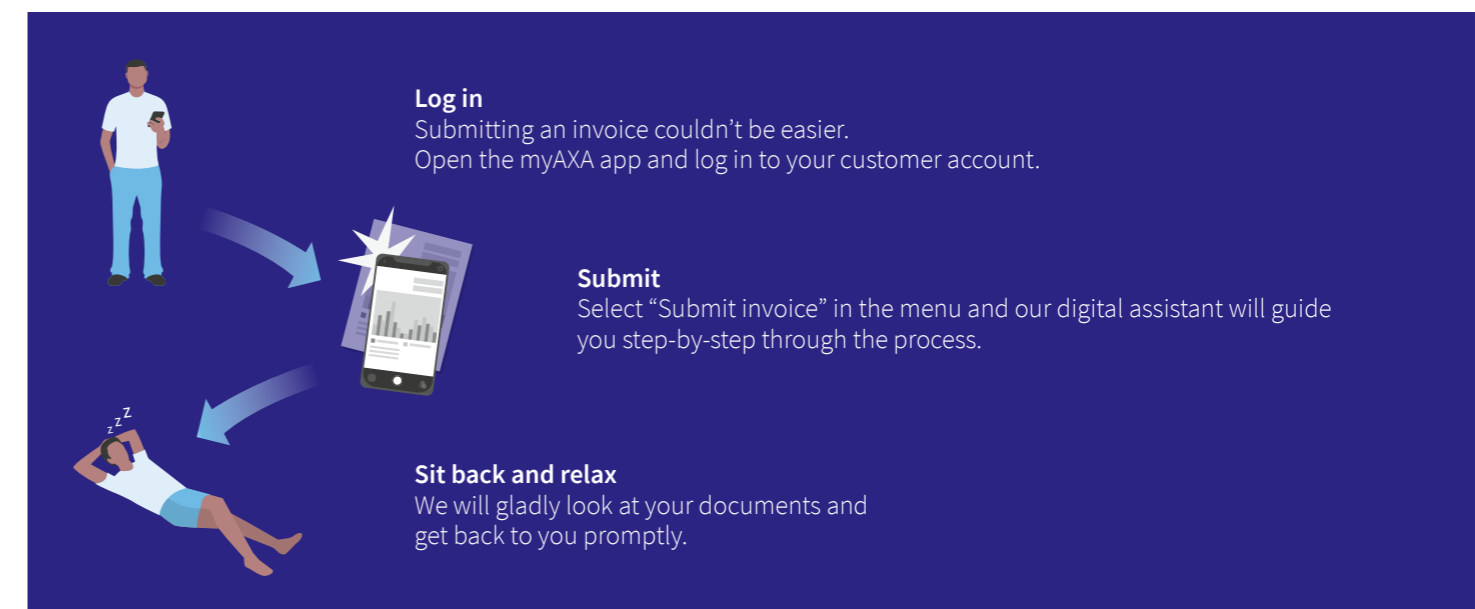 Log in
Submitting an invoice couldn’t be easier.
Open the myAXA app and log in to your customer account.
Submit
Select “Submit invoice” in the menu and our digital assistant will guide
you step-by-step through the process.
z z Z
Sit back and relax
We will gladly look at your documents and
get back to you promptly.